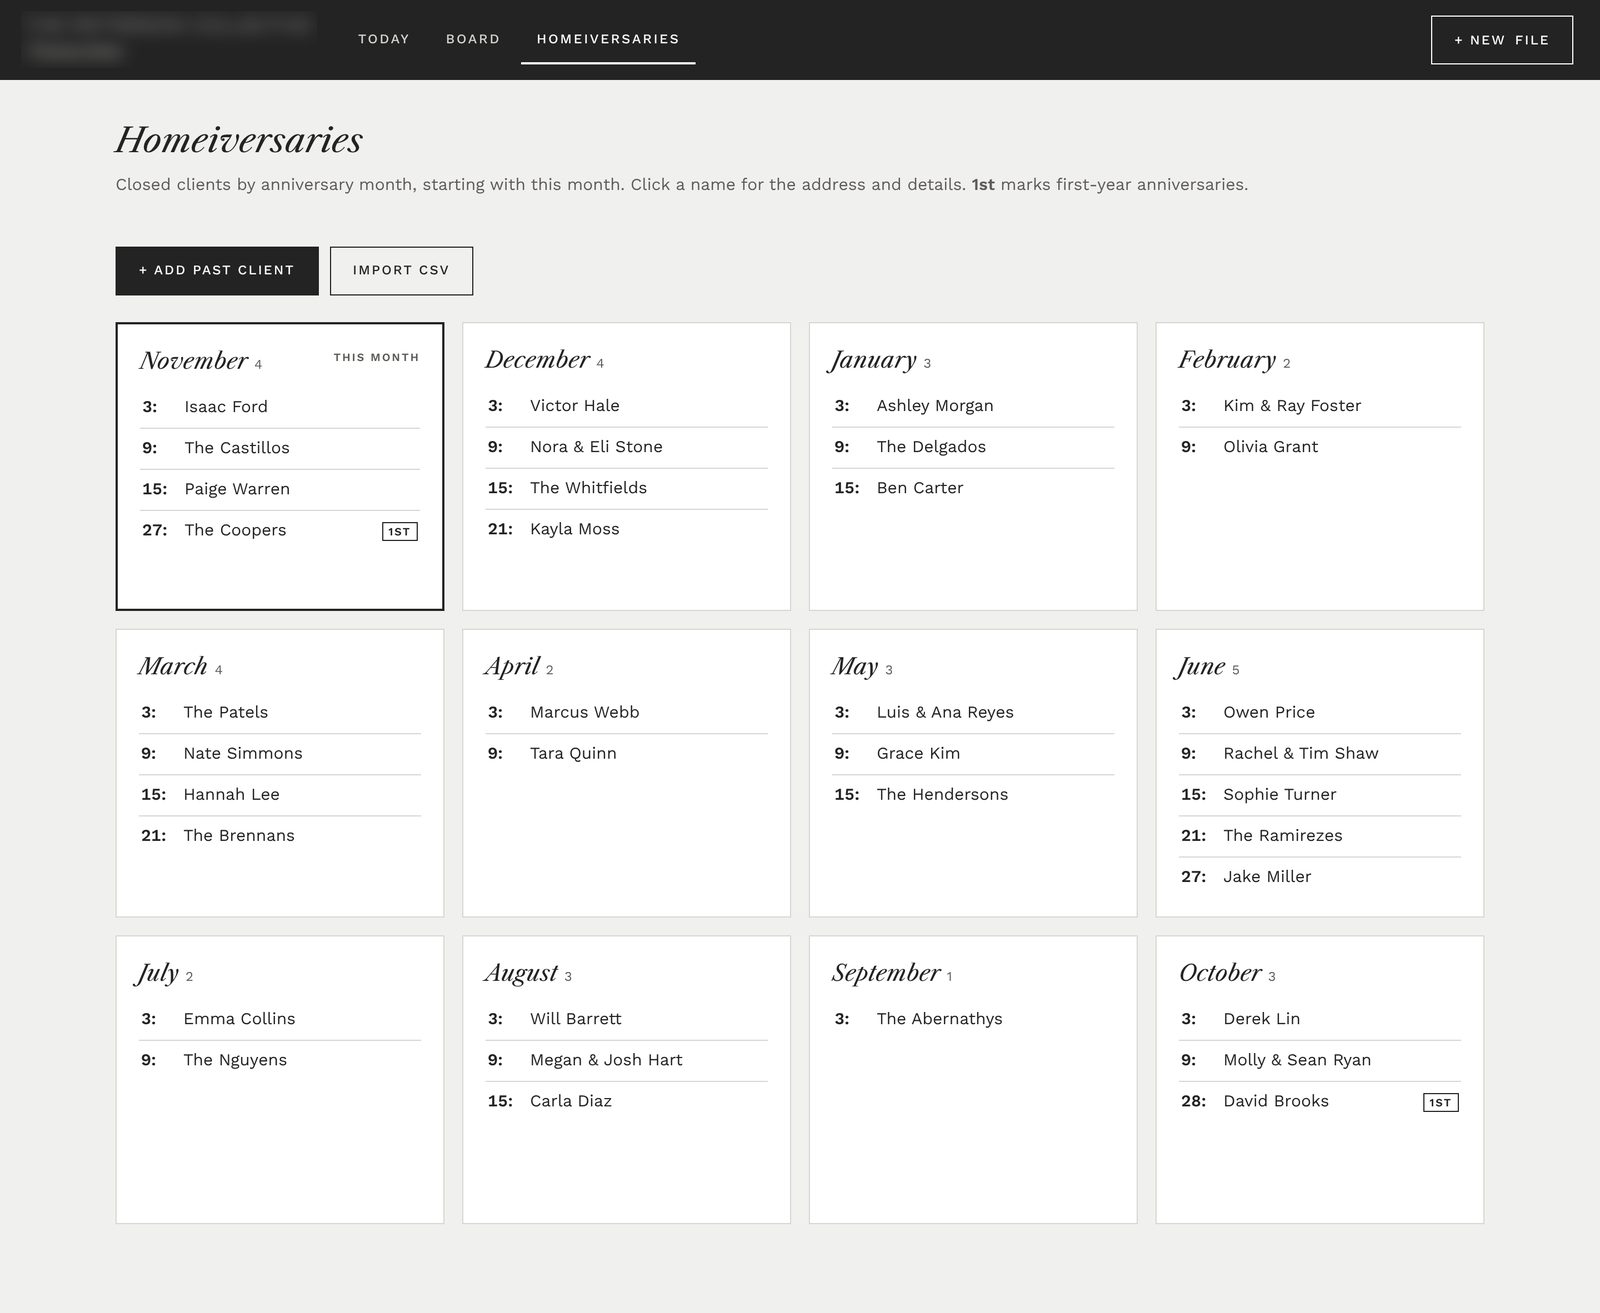 TODAY BOARD HOMEIVERSARIES + NEW FILE
Homeiversaries
Closed clients by anniversary month, starting with this month. Click a name for the address and details. 1st marks first-year anniversaries.
+ ADD PAST CLIENT IMPORT CSV
November 4 THIS MONTH
3: Isaac Ford
9: The Castillos
15: Paige Warren
27: The Coopers 1ST
December 4
3: Victor Hale
9: Nora & Eli Stone
15: The Whitfields
21: Kayla Moss
January 3
3: Ashley Morgan
9: The Delgados
15: Ben Carter
February 2
3: Kim & Ray Foster
9: Olivia Grant
March 4
3: The Patels
9: Nate Simmons
15: Hannah Lee
21: The Brennans
April 2
3: Marcus Webb
9: Tara Quinn
May 3
3: Luis & Ana Reyes
9: Grace Kim
15: The Hendersons
June 5
3: Owen Price
9: Rachel & Tim Shaw
15: Sophie Turner
21: The Ramirezes
27: Jake Miller
July 2
3: Emma Collins
9: The Nguyens
August 3
3: Will Barrett
9: Megan & Josh Hart
15: Carla Diaz
September 1
3: The Abernathys
October 3
3: Derek Lin
9: Molly & Sean Ryan
28: David Brooks 1ST